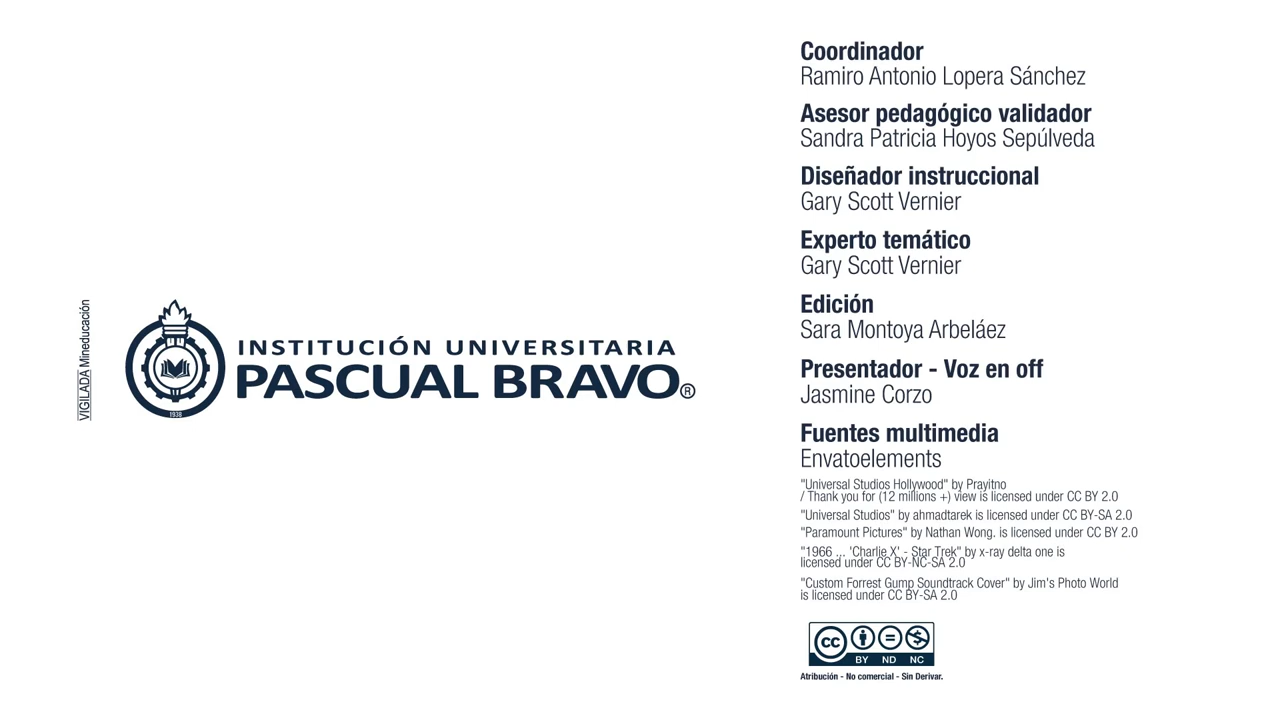 VIGILADA Mineducación
1938
INSTITUCIÓN UNIVERSITARIA
PASCUAL BRAVO®
Coordinador
Ramiro Antonio Lopera Sánchez
Asesor pedagógico validador
Sandra Patricia Hoyos Sepúlveda
Diseñador instruccional
Gary Scott Vernier
Experto temático
Gary Scott Vernier
Edición
Sara Montoya Arbeláez
Presentador - Voz en off
Jasmine Corzo
Fuentes multimedia
Envatoelements
"Universal Studios Hollywood" by Prayitno
/ Thank you for (12 millions +) view is licensed under CC BY 2.0
"Universal Studios" by ahmadtarek is licensed under CC BY-SA 2.0
"Paramount Pictures" by Nathan Wong. is licensed under CC BY 2.0
"1966 ... 'Charlie X' - Star Trek" by x-ray delta one is
licensed under CC BY-NC-SA 2.0
"Custom Forrest Gump Soundtrack Cover" by Jim's Photo World
is licensed under CC BY-SA 2.0
cc
BY ND NC
Atribución - No comercial - Sin Derivar.